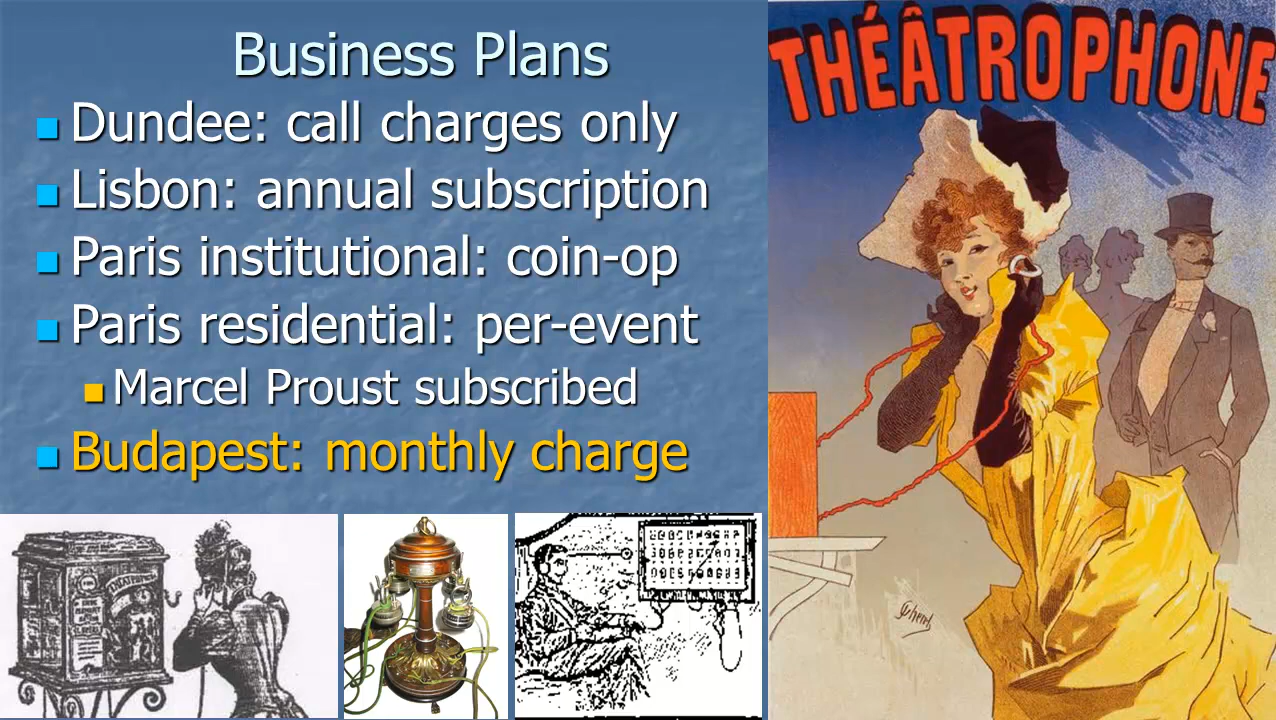 Business Plans
Dundee: call charges only
Lisbon: annual subscription
Paris institutional: coin-op
Paris residential: per-event
Marcel Proust subscribed
Budapest: monthly charge
THÉÂTROPHONE